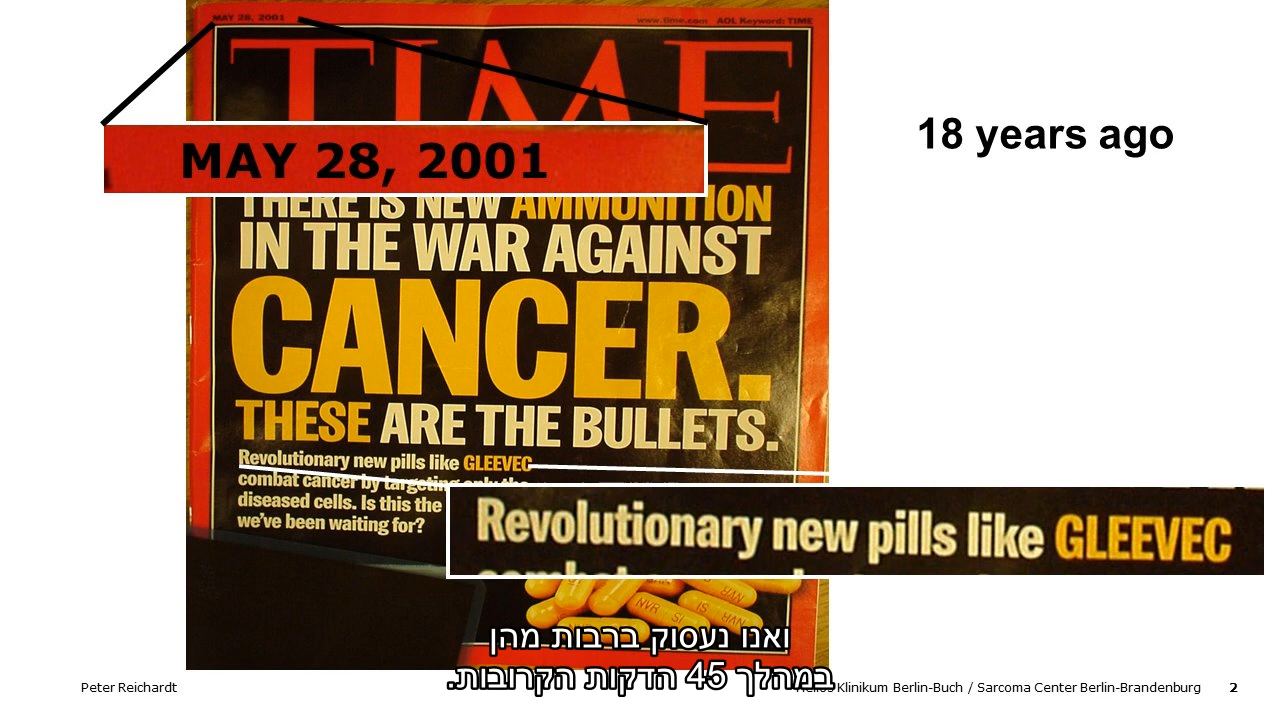 MAY 28, 2001
www.time.com AOL Keyword: TIME
TIME
MAY 28, 2001
18 years ago
THERE IS NEW AMMUNITION
IN THE WAR AGAINST
CANCER.
THESE ARE THE BULLETS.
Revolutionary new pills like GLEEVEC
combat cancer by targeting only the
diseased cells. Is this the
we've been waiting for?
Revolutionary new pills like GLEEVEC
NVR SI
ואנו נעסוק ברבות מהן
במהלך 45 הדקות הקרובות.
Peter Reichardt
Klinikum Berlin-Buch / Sarcoma Center Berlin-Brandenburg
2